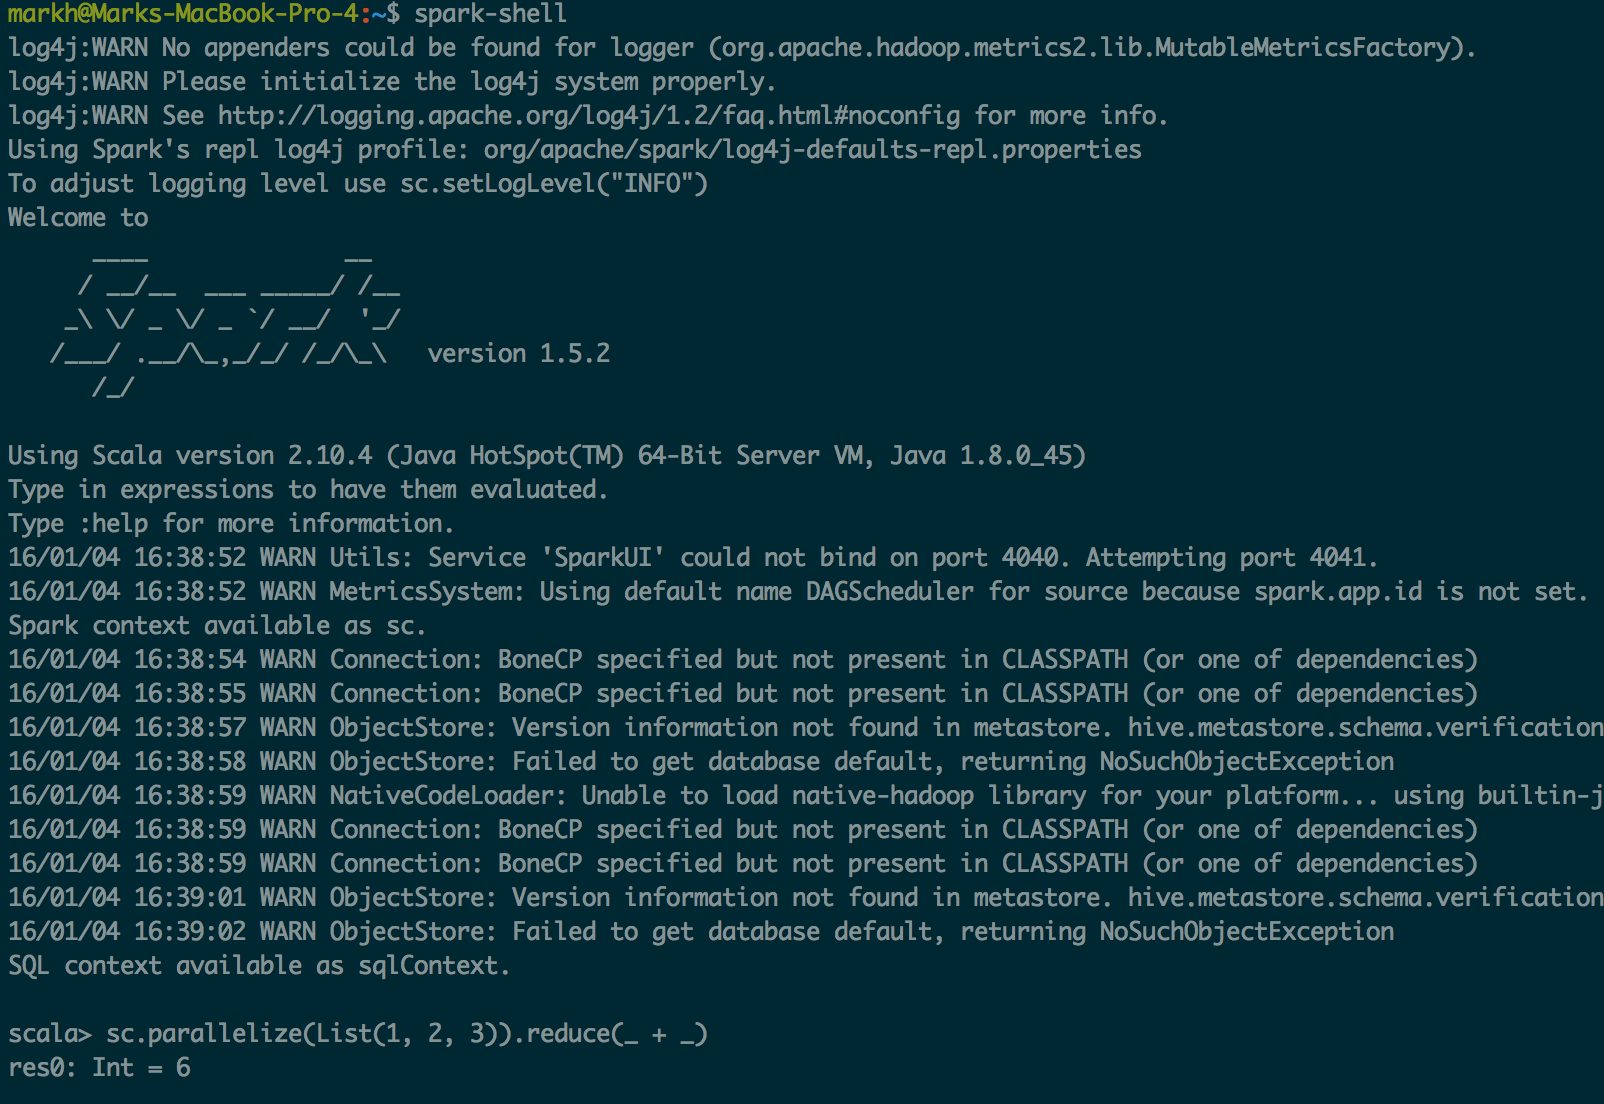 markh@Marks-MacBook-Pro-4:~$ spark-shell
log4j:WARN No appenders could be found for logger (org.apache.hadoop.metrics2.lib.MutableMetricsFactory).
log4j:WARN Please initialize the log4j system properly.
log4j:WARN See http://logging.apache.org/log4j/1.2/faq.html#noconfig for more info.
Using Spark's repl log4j profile: org/apache/spark/log4j-defaults-repl.properties
To adjust logging level use sc.setLogLevel("INFO")
Welcome to
      ____              __
     / __/__  ___ _____/ /__
    _\ \/ _ \/ _ `/ __/  '_/
   /___/ .__/\_,_/_/ /_/\_\   version 1.5.2
      /_/
Using Scala version 2.10.4 (Java HotSpot(TM) 64-Bit Server VM, Java 1.8.0_45)
Type in expressions to have them evaluated.
Type :help for more information.
16/01/04 16:38:52 WARN Utils: Service 'SparkUI' could not bind on port 4040. Attempting port 4041.
16/01/04 16:38:52 WARN MetricsSystem: Using default name DAGScheduler for source because spark.app.id is not set.
Spark context available as sc.
16/01/04 16:38:54 WARN Connection: BoneCP specified but not present in CLASSPATH (or one of dependencies)
16/01/04 16:38:55 WARN Connection: BoneCP specified but not present in CLASSPATH (or one of dependencies)
16/01/04 16:38:57 WARN ObjectStore: Version information not found in metastore. hive.metastore.schema.verification
16/01/04 16:38:58 WARN ObjectStore: Failed to get database default, returning NoSuchObjectException
16/01/04 16:38:59 WARN NativeCodeLoader: Unable to load native-hadoop library for your platform... using builtin-j
16/01/04 16:38:59 WARN Connection: BoneCP specified but not present in CLASSPATH (or one of dependencies)
16/01/04 16:38:59 WARN Connection: BoneCP specified but not present in CLASSPATH (or one of dependencies)
16/01/04 16:39:01 WARN ObjectStore: Version information not found in metastore. hive.metastore.schema.verification
16/01/04 16:39:02 WARN ObjectStore: Failed to get database default, returning NoSuchObjectException
SQL context available as sqlContext.
scala> sc.parallelize(List(1, 2, 3)).reduce(_ + _)
res0: Int = 6